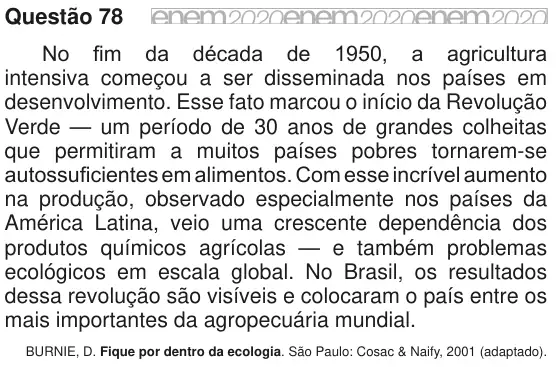 Questão 78 enem2020enem2020enem2020
No fim da década de 1950, a agricultura
intensiva começou a ser disseminada nos países em
desenvolvimento. Esse fato marcou o início da Revolução
Verde — um período de 30 anos de grandes colheitas
que permitiram a muitos países pobres tornarem-se
autossuficientes em alimentos. Com esse incrível aumento
na produção, observado especialmente nos países da
América Latina, veio uma crescente dependência dos
produtos químicos agrícolas — e também problemas
ecológicos em escala global. No Brasil, os resultados
dessa revolução são visíveis e colocaram o país entre os
mais importantes da agropecuária mundial.
BURNIE, D. Fique por dentro da ecologia. São Paulo: Cosac & Naify, 2001 (adaptado).